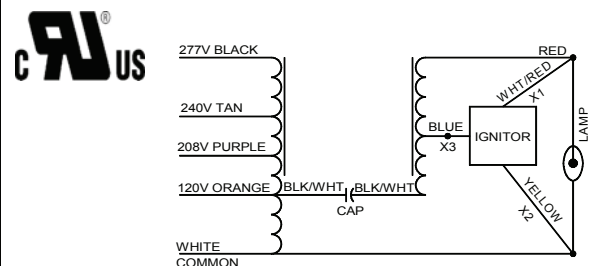 c RU ® US
277V BLACK
240V TAN
208V PURPLE
120V ORANGE
WHITE
COMMON
BLK/WHT
BLK/WHT
CAP
BLUE
X3
IGNITOR
RED
WHT/RED
X1
YELLOW
X2
LAMP